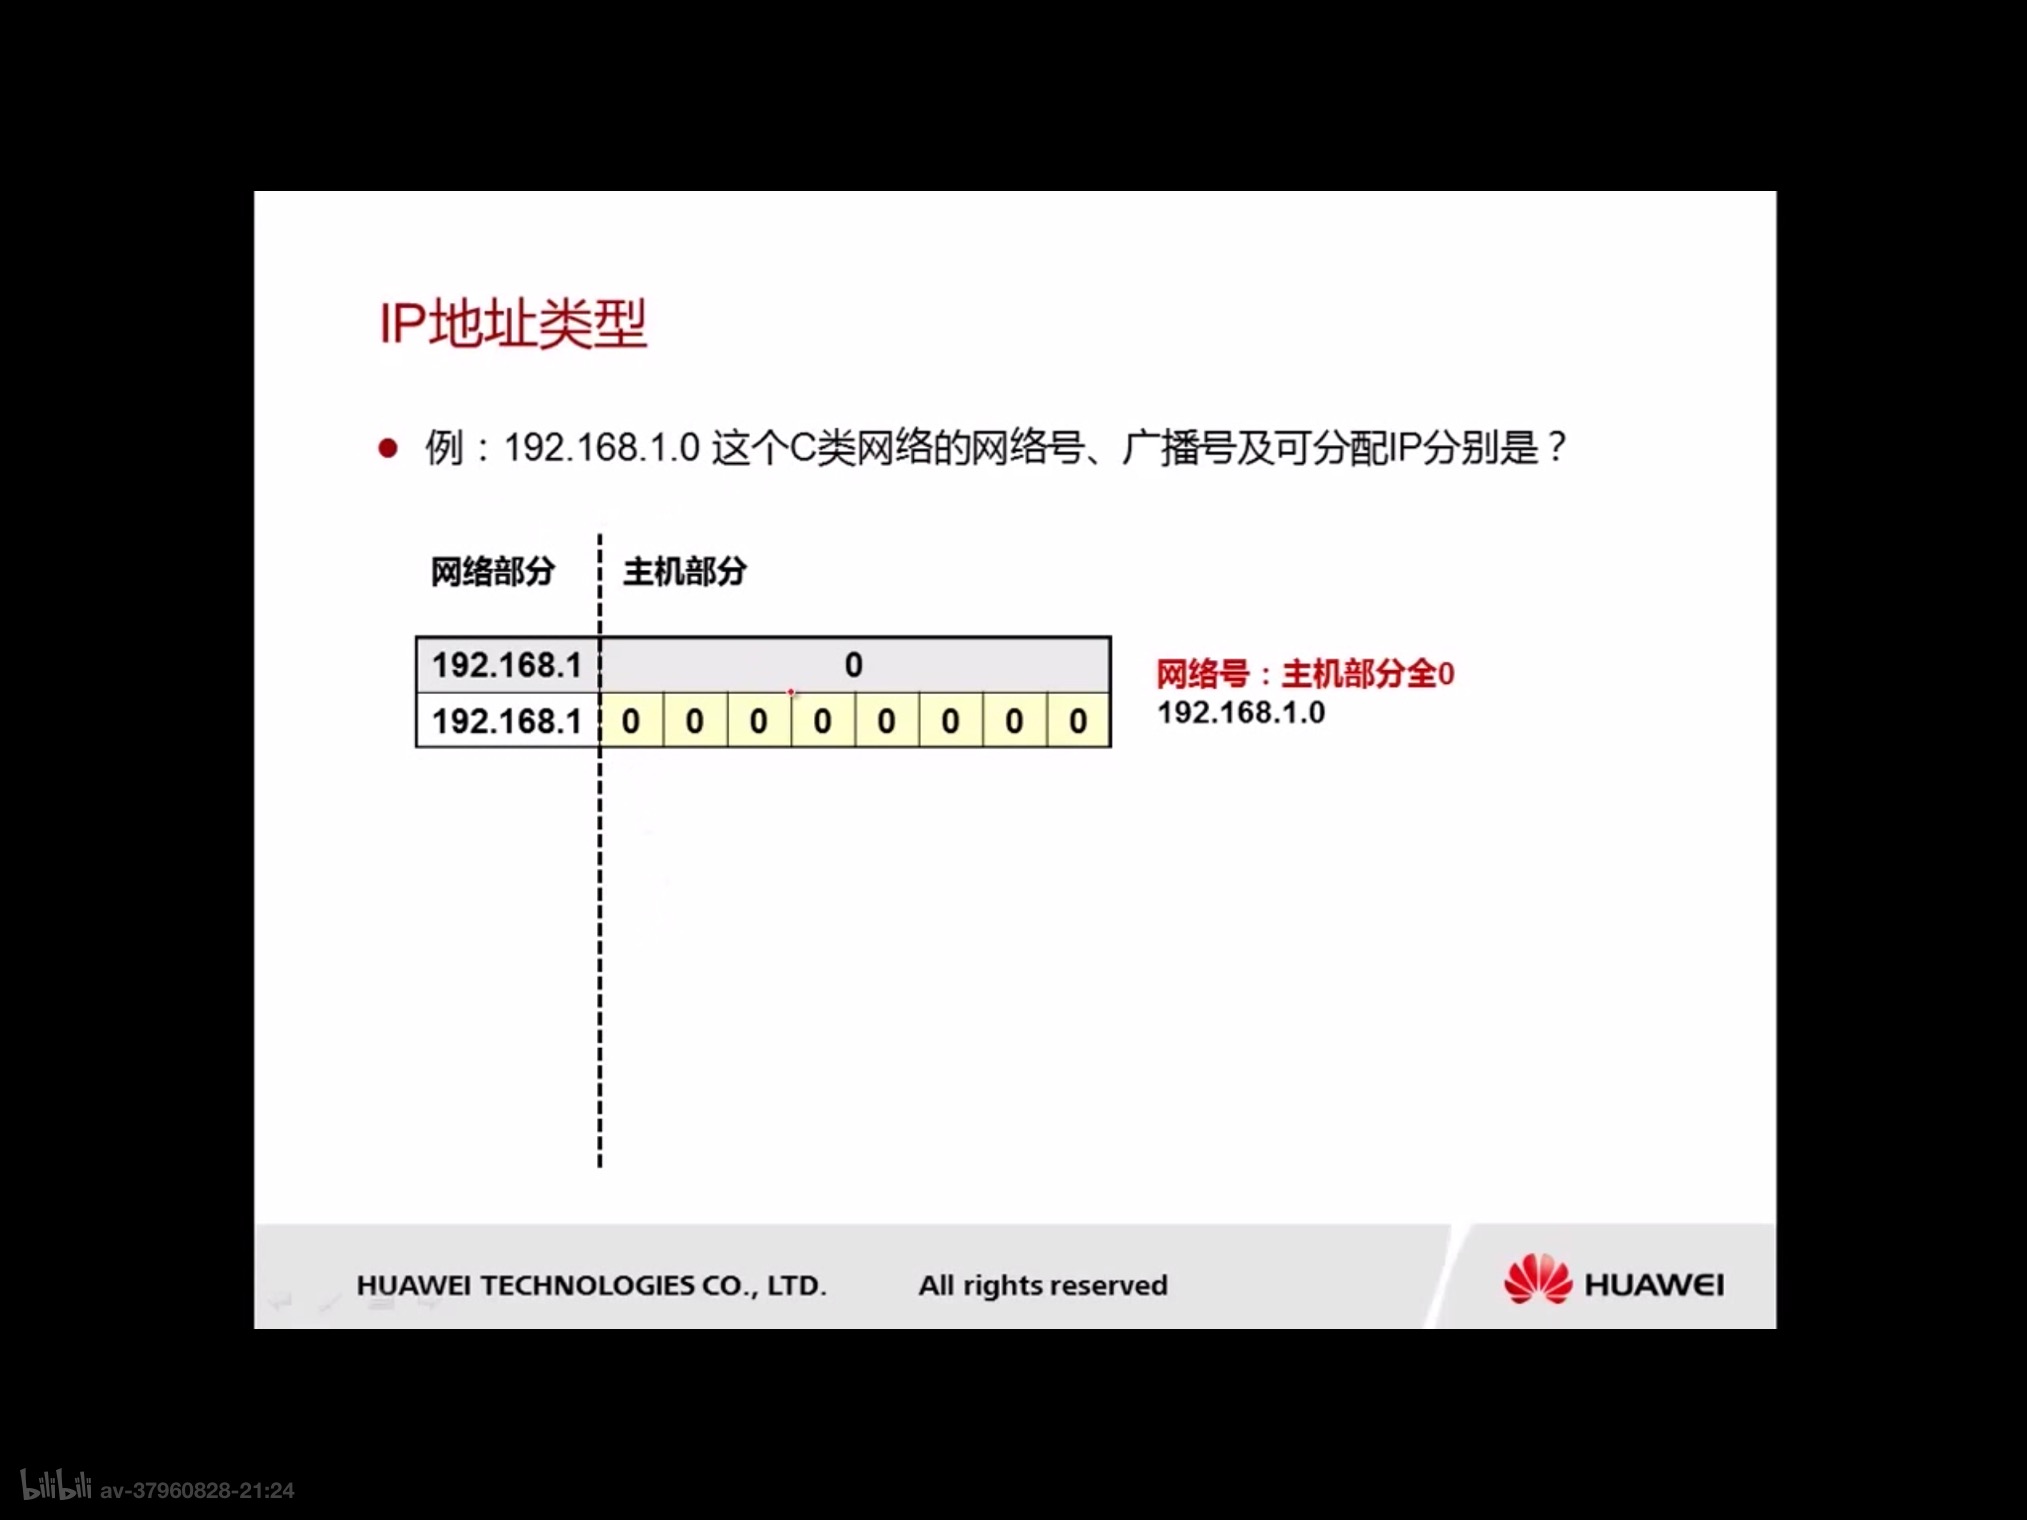 IP地址类型
例：192.168.1.0 这个C类网络的网络号、广播号及可分配IP分别是？
网络部分 主机部分
192.168.1 0
192.168.1 0 0 0 0 0 0 0 0
网络号：主机部分全0
192.168.1.0
HUAWEI TECHNOLOGIES CO., LTD. All rights reserved HUAWEI
bilibili av-37960828-21:24